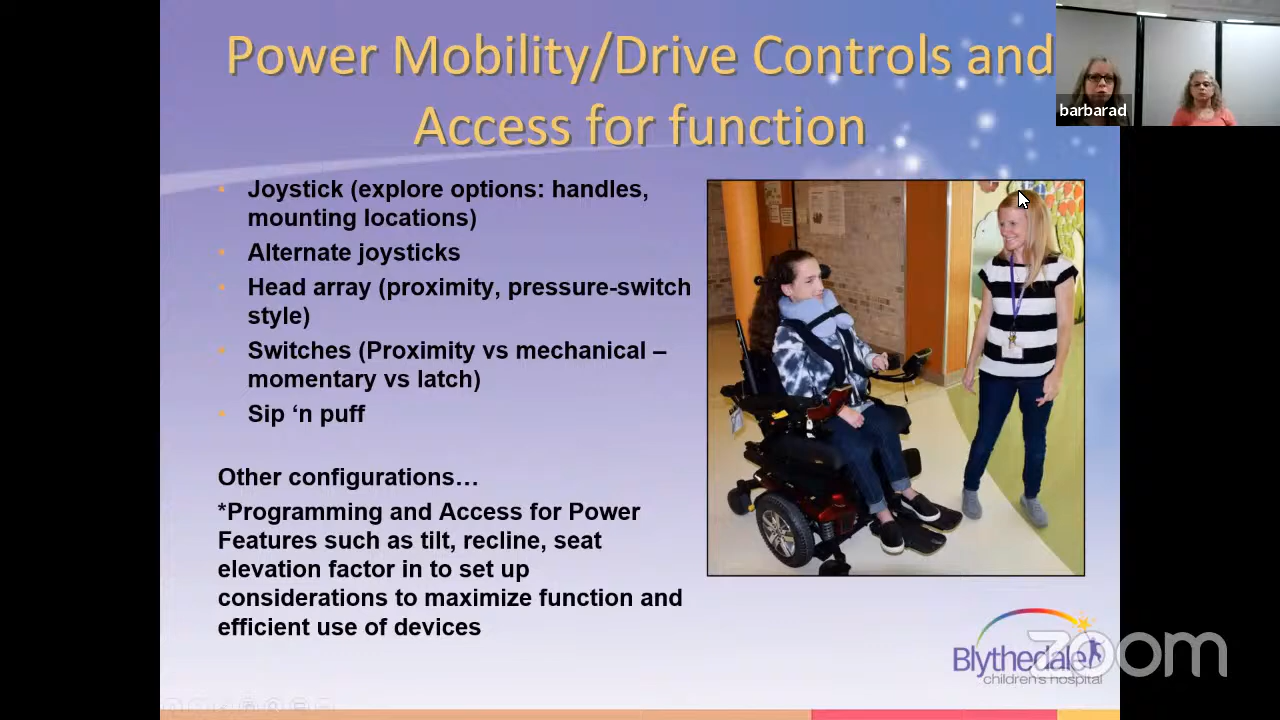 Power Mobility/Drive Controls and
Access for function
barbarad
• Joystick (explore options: handles,
mounting locations)
• Alternate joysticks
• Head array (proximity, pressure-switch
style)
• Switches (Proximity vs mechanical –
momentary vs latch)
• Sip ‘n puff
Other configurations…
*Programming and Access for Power
Features such as tilt, recline, seat
elevation factor in to set up
considerations to maximize function and
efficient use of devices
Blythedale
children's hospital
zoom